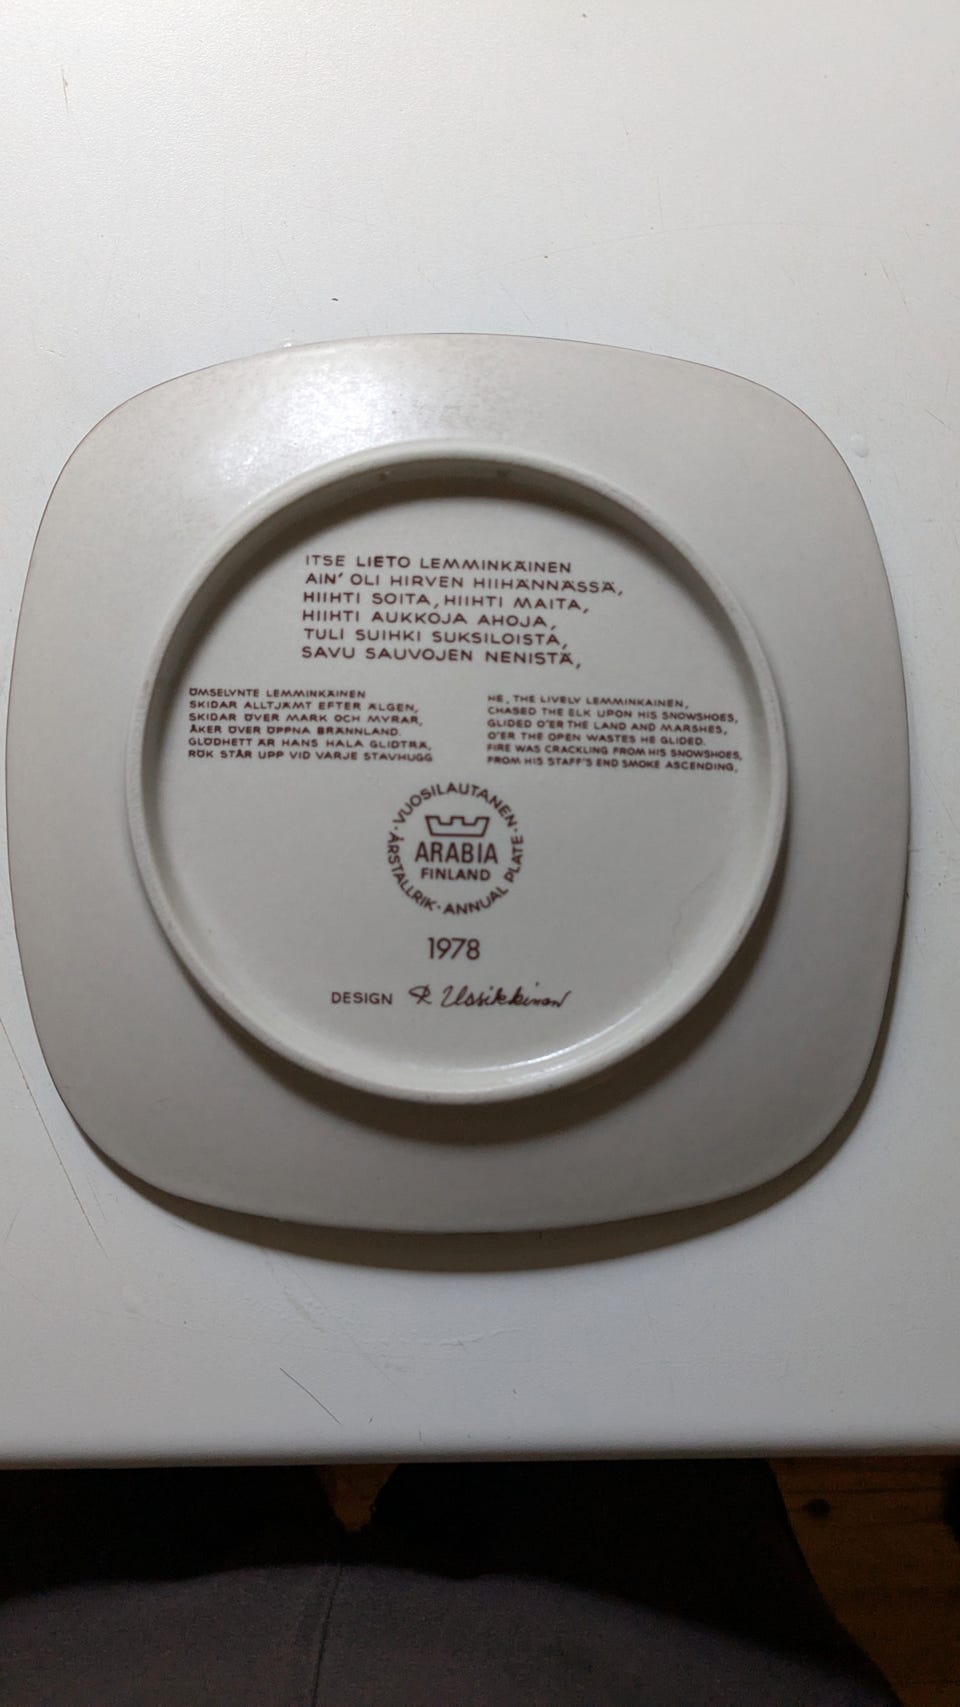 ITSE LIETO LEMMINKÄINEN
AIN' OLI HIRVEN HIIHÄNNÄSSÄ,
HIIHTI SOITA, HIIHTI MAITA,
HIIHTI AUKKOJA AHOJA,
TULI SUIHKI SUKSILOISTA,
SAVU SAUVOJEN NENISTÄ,
ÖMSELYNTE LEMMINKÄINEN
SKIDAR ALLTJÄMT EFTER ÄLGEN,
SKIDAR ÖVER MARK OCH MYRAR,
ÅKER ÖVER ÖPPNA BRÄNNLAND.
GLÖDHETT ÄR HANS HALA GLIDTRÄ,
RÖK STÅR UPP VID VARJE STAVHUGG
HE, THE LIVELY LEMMINKAINEN,
CHASED THE ELK UPON HIS SNOWSHOES,
GLIDED O'ER THE LAND AND MARSHES,
O'ER THE OPEN WASTES HE GLIDED.
FIRE WAS CRACKLING FROM HIS SNOWSHOES,
FROM HIS STAFF'S END SMOKE ASCENDING,
· VUOSILAUTANEN · ANNUAL PLATE · ÅRSTALLRIK
ARABIA
FINLAND
1978
DESIGN R Uosikkinen